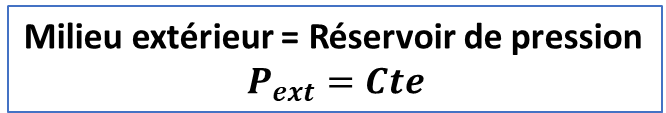 Milieu extérieur = Réservoir de pression
P_ext = Cte